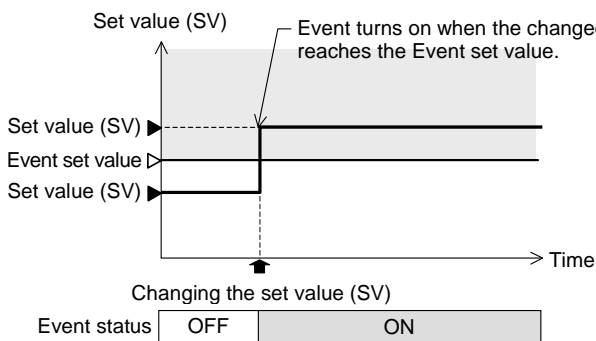 Set value (SV)
Event turns on when the change
reaches the Event set value.
Set value (SV)
Event set value
Set value (SV)
Time
Changing the set value (SV)
Event status OFF ON